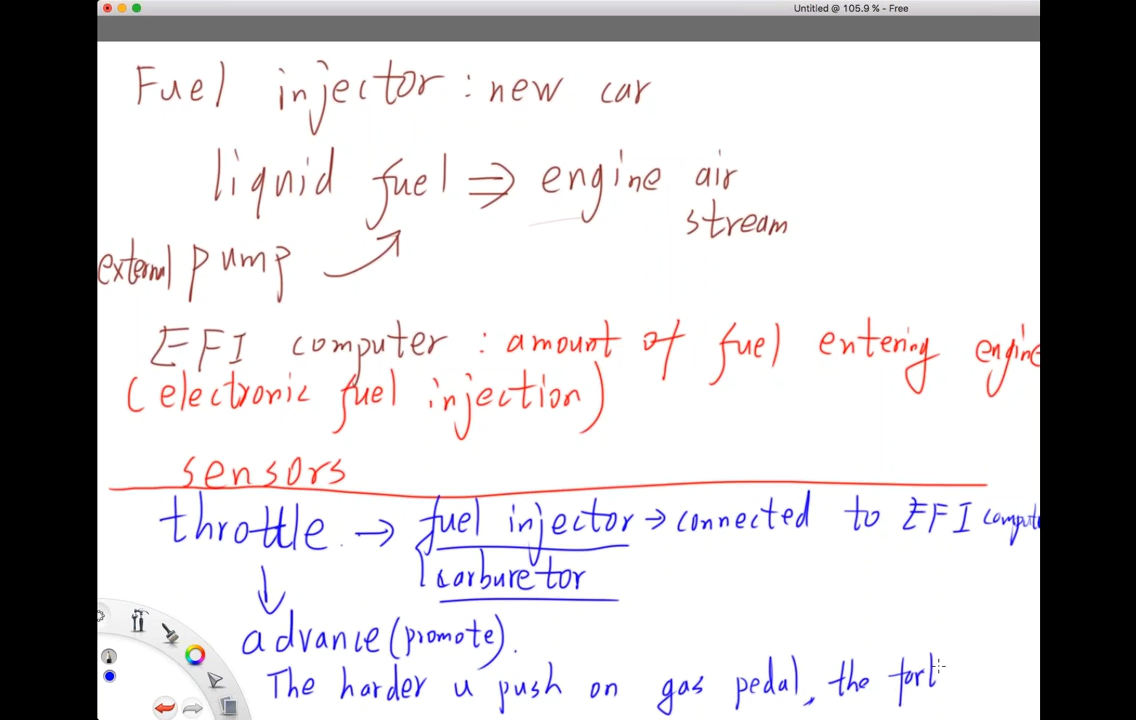 Untitled @ 105.9 % - Free
Fuel injector : new car
liquid fuel ⇒ engine air
stream
external pump
EFI computer : amount of fuel entering engine
(electronic fuel injection)
sensors
throttle → fuel injector → connected to EFI
carburetor
advance (promote).
The harder u push on gas pedal, the